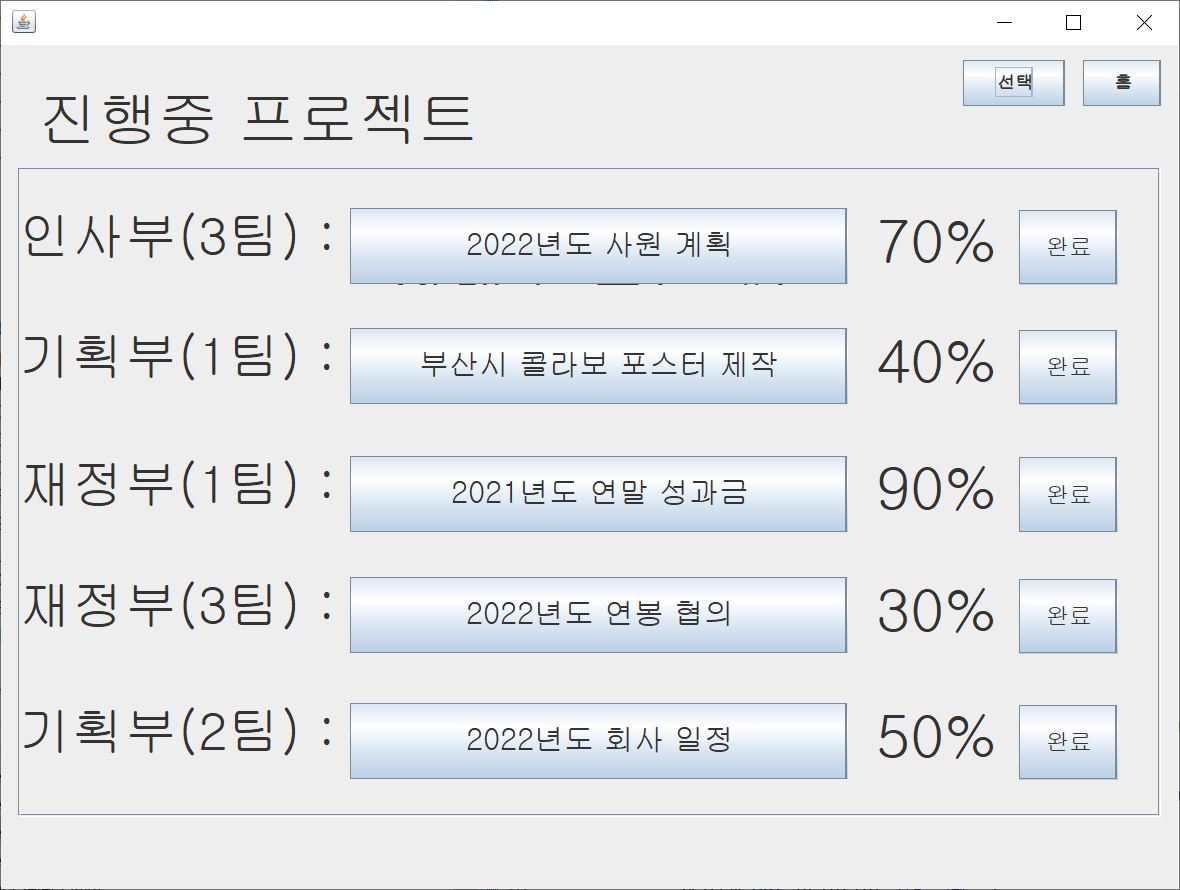 선택 홈
진행중 프로젝트
인사부(3팀) : 2022년도 사원 계획 70% 완료
기획부(1팀) : 부산시 콜라보 포스터 제작 40% 완료
재정부(1팀) : 2021년도 연말 성과금 90% 완료
재정부(3팀) : 2022년도 연봉 협의 30% 완료
기획부(2팀) : 2022년도 회사 일정 50% 완료